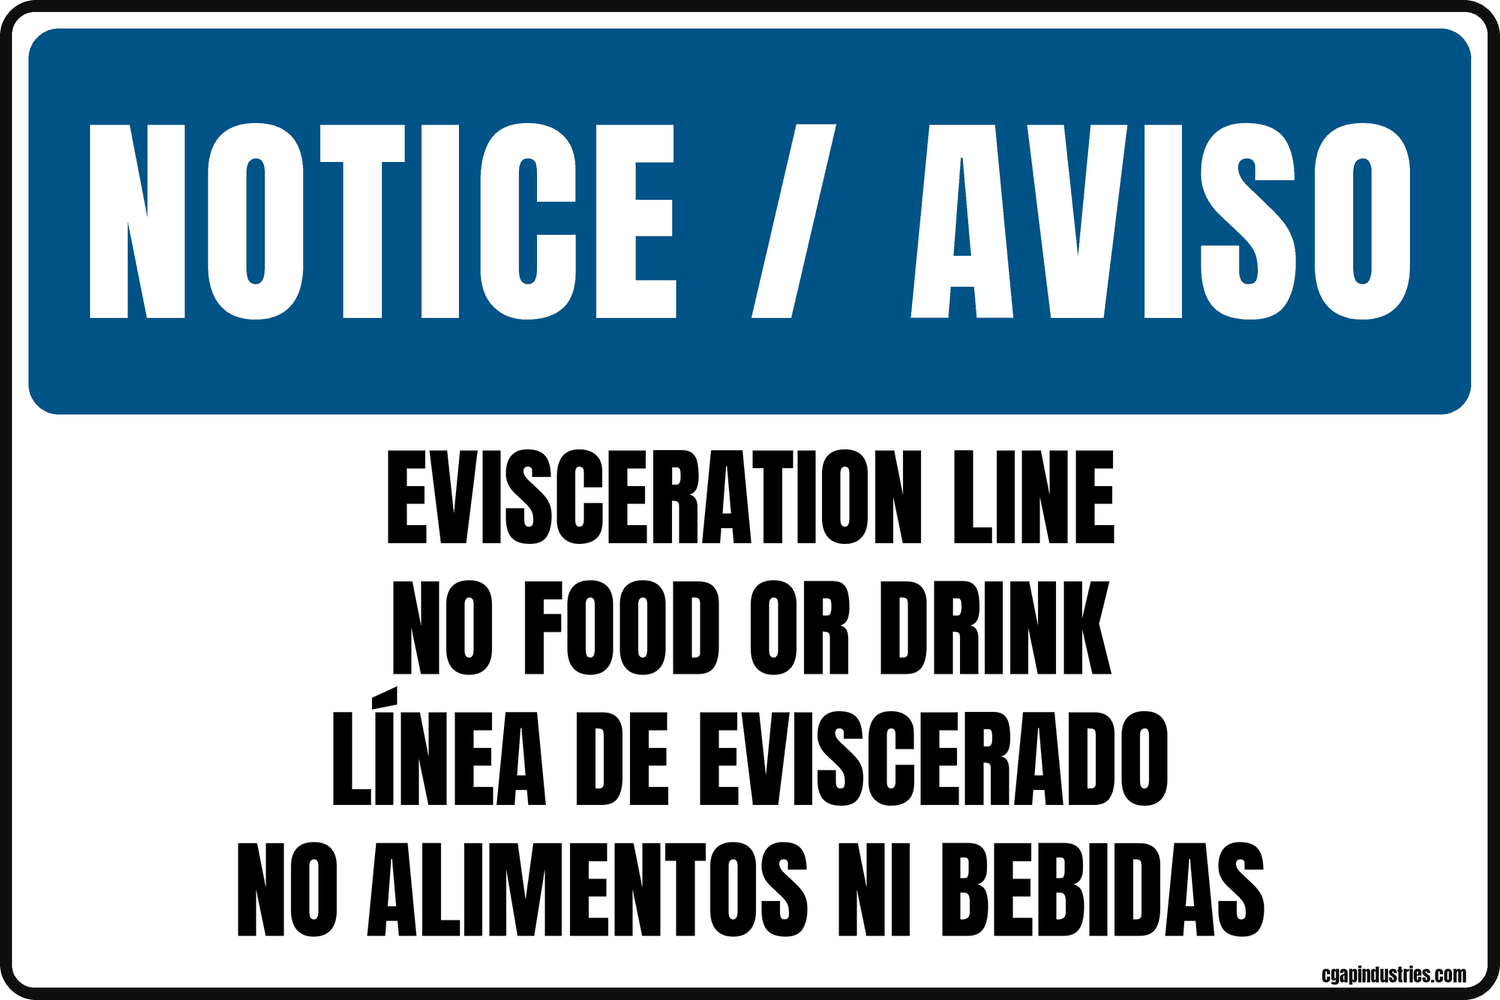 NOTICE / AVISO
EVISCERATION LINE
NO FOOD OR DRINK
LÍNEA DE EVISCERADO
NO ALIMENTOS NI BEBIDAS
cgapindustries.com